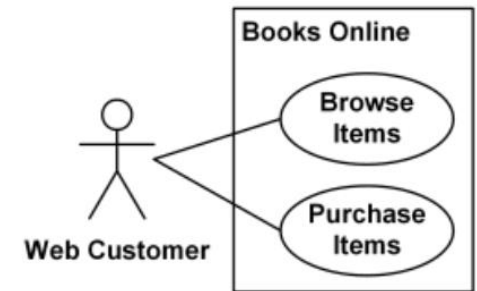 Books Online
Browse
Items
Purchase
Items
Web Customer